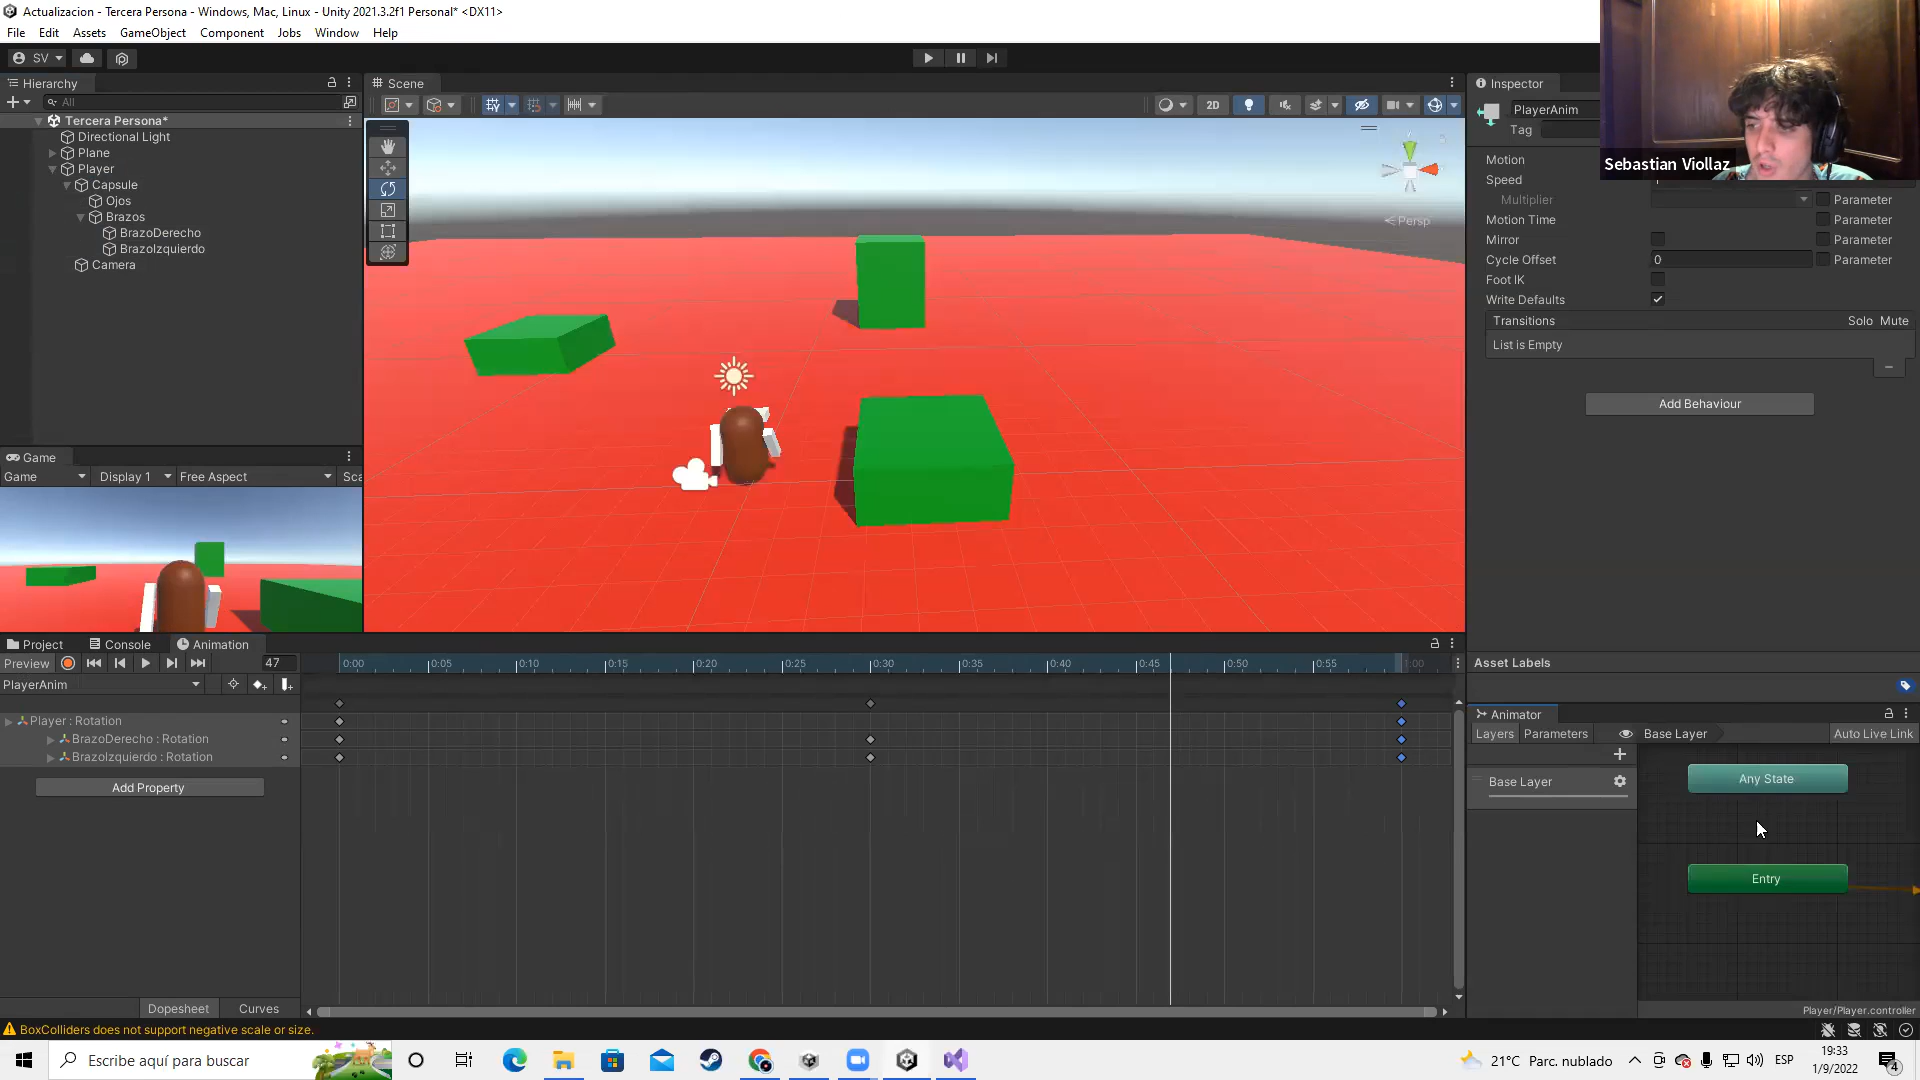 Actualizacion - Tercera Persona - Windows, Mac, Linux - Unity 2021.3.2f1 Personal* <DX11>
File Edit Assets GameObject Component Jobs Window Help
SV
Hierarchy
All
Tercera Persona*
Directional Light
Plane
Player
Capsule
Ojos
Brazos
BrazoDerecho
BrazoIzquierdo
Camera
Scene
2D
Persp
Game
Game Display 1 Free Aspect Sca
Inspector
PlayerAnim
Tag
Sebastian Viollaz
Motion
Speed
Multiplier Parameter
Motion Time Parameter
Mirror Parameter
Cycle Offset 0 Parameter
Foot IK
Write Defaults
Transitions Solo Mute
List is Empty
Add Behaviour
Project Console Animation
Preview 47
0:00 0:05 0:10 0:15 0:20 0:25 0:30 0:35 0:40 0:45 0:50 0:55 1:00
PlayerAnim
Player : Rotation
BrazoDerecho : Rotation
BrazoIzquierdo : Rotation
Add Property
Dopesheet Curves
Asset Labels
Animator
Layers Parameters Base Layer Auto Live Link
Base Layer
Any State
Entry
Player/Player.controller
BoxColliders does not support negative scale or size.
Escribe aquí para buscar
21°C Parc. nublado
ESP
19:33
1/9/2022
4